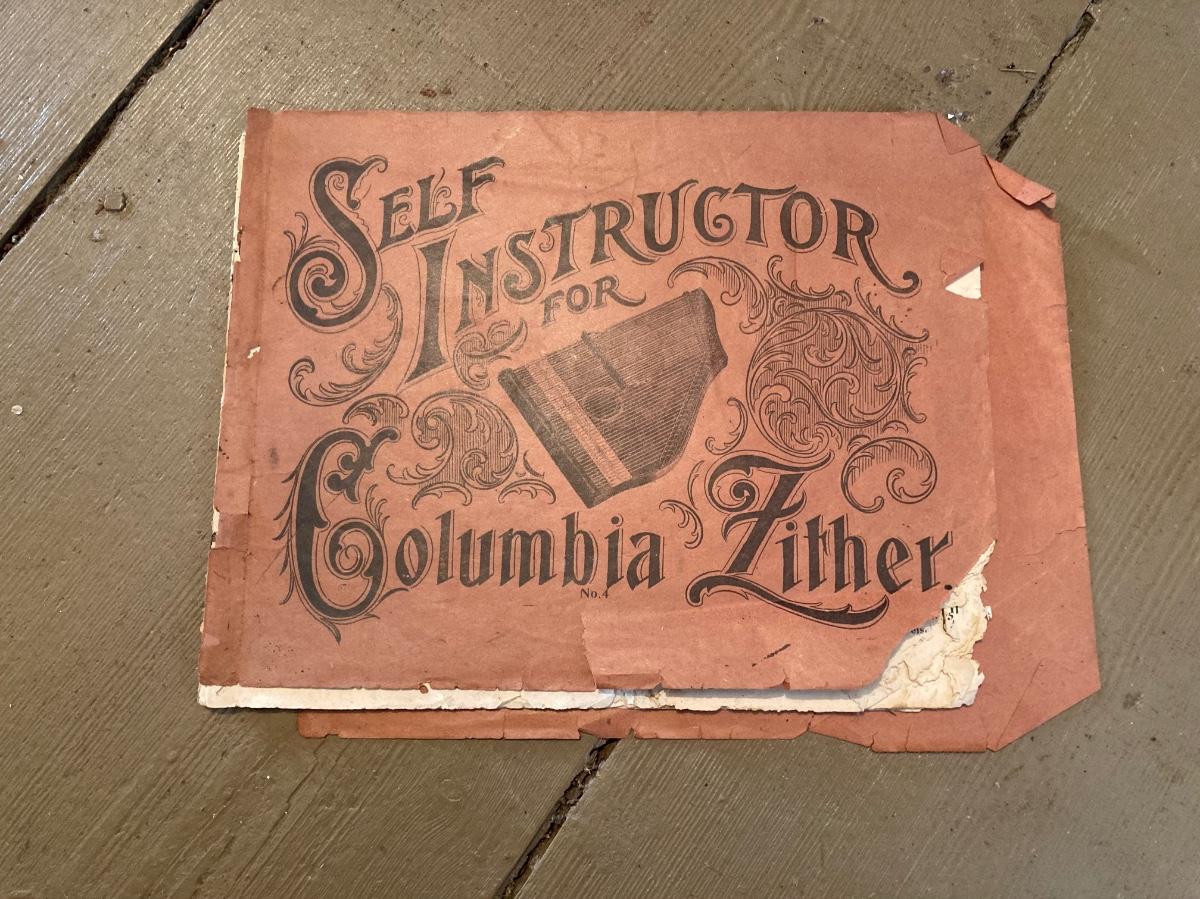 SELF
INSTRUCTOR
FOR
Columbia Zither.
No. 4